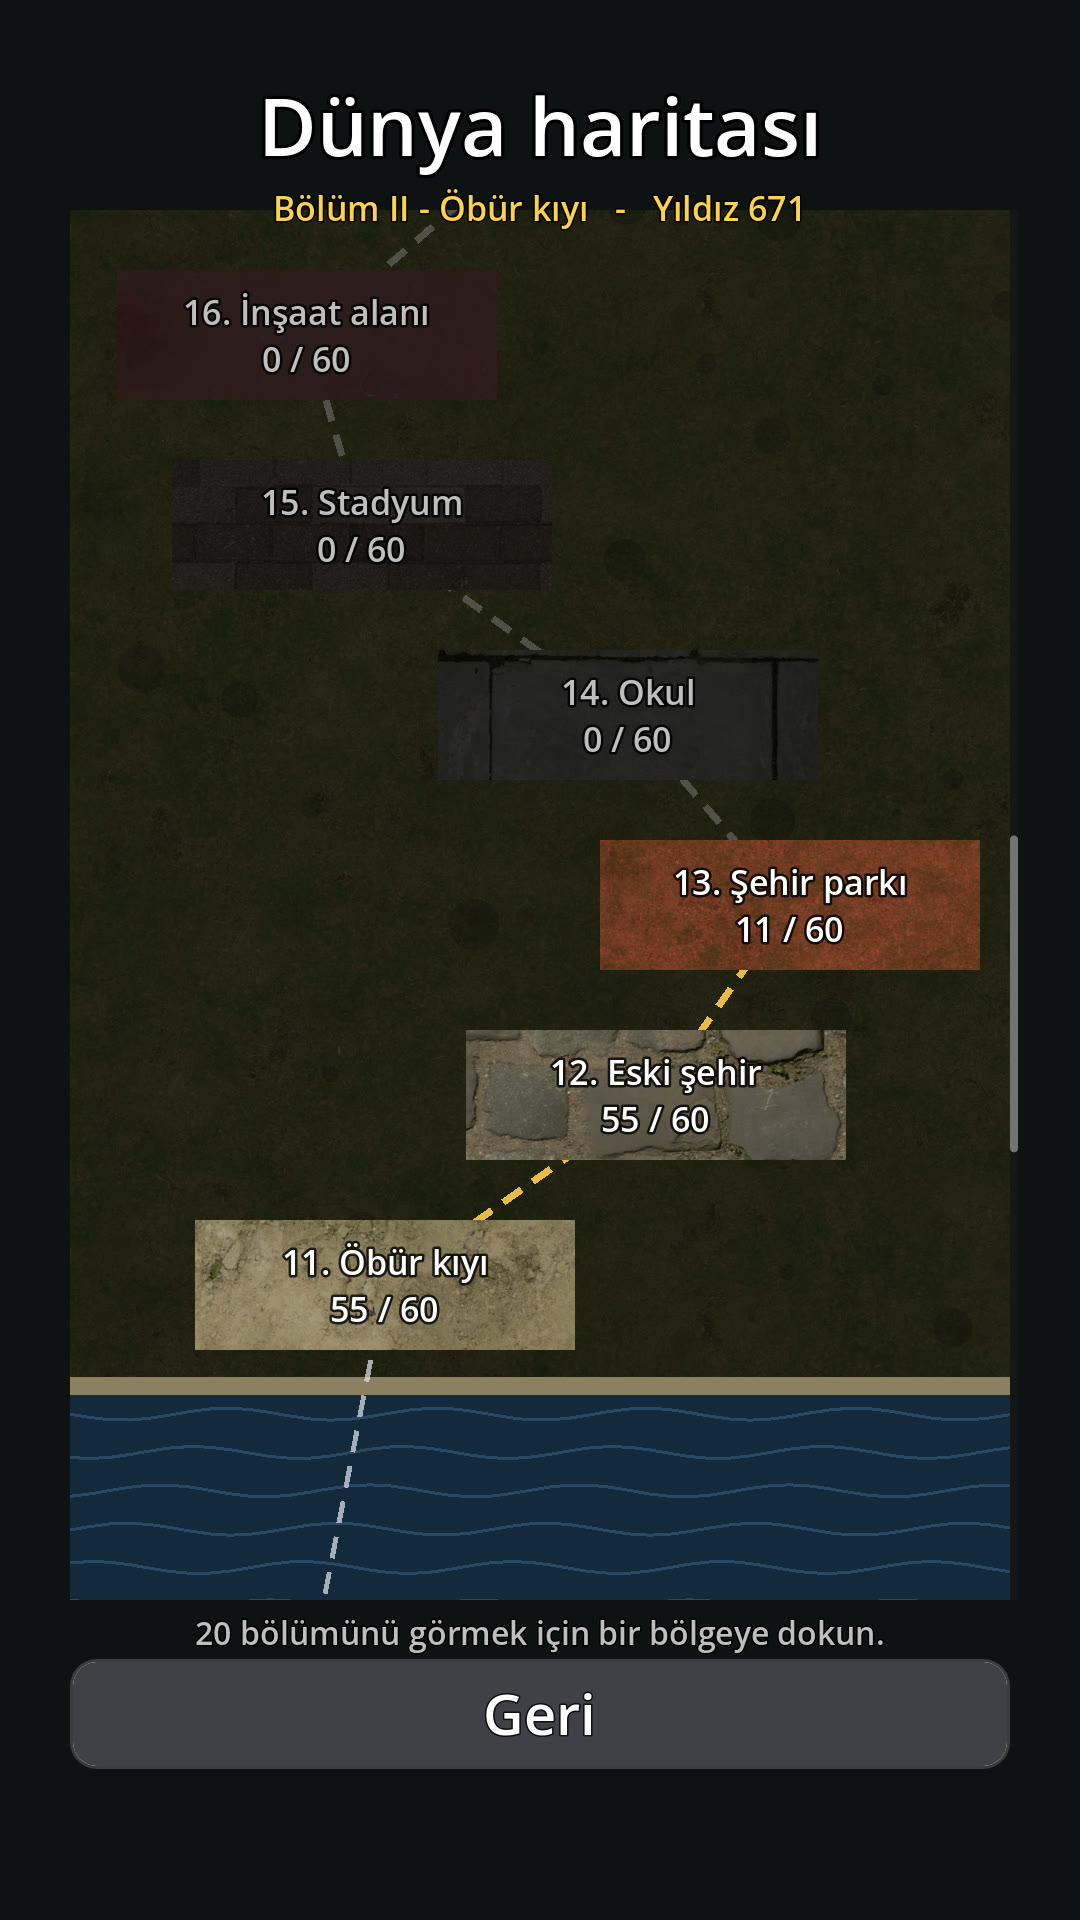 Dünya haritası
Bölüm II - Öbür kıyı - Yıldız 671
16. İnşaat alanı
0 / 60
15. Stadyum
0 / 60
14. Okul
0 / 60
13. Şehir parkı
11 / 60
12. Eski şehir
55 / 60
11. Öbür kıyı
55 / 60
20 bölümünü görmek için bir bölgeye dokun.
Geri